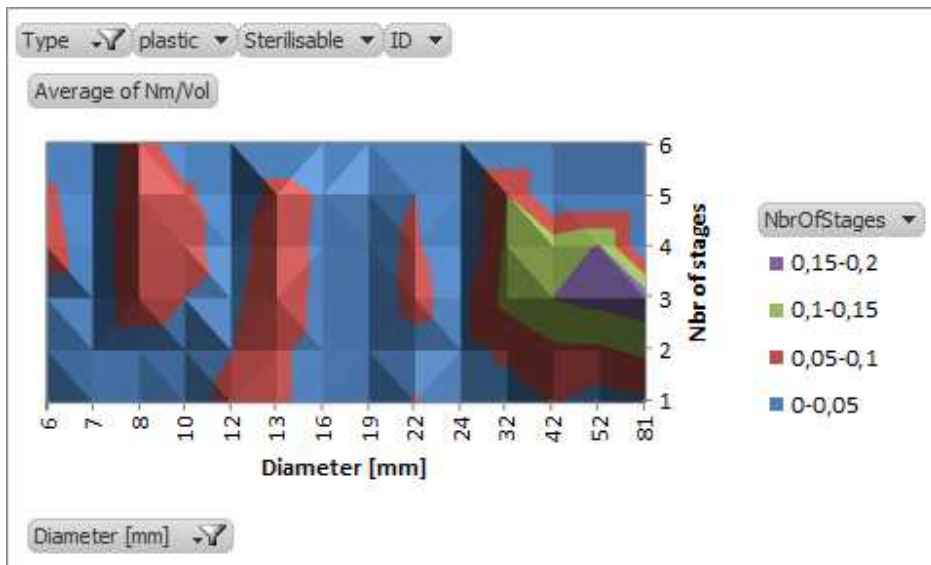 Type plastic Sterilisable ID
Average of Nm/Vol
6
5
4
3
2
1
Nbr of stages
NbrOfStages
0,15-0,2
0,1-0,15
0,05-0,1
0-0,05
6 7 8 10 12 13 16 19 22 24 32 42 52 81
Diameter [mm]
Diameter [mm]